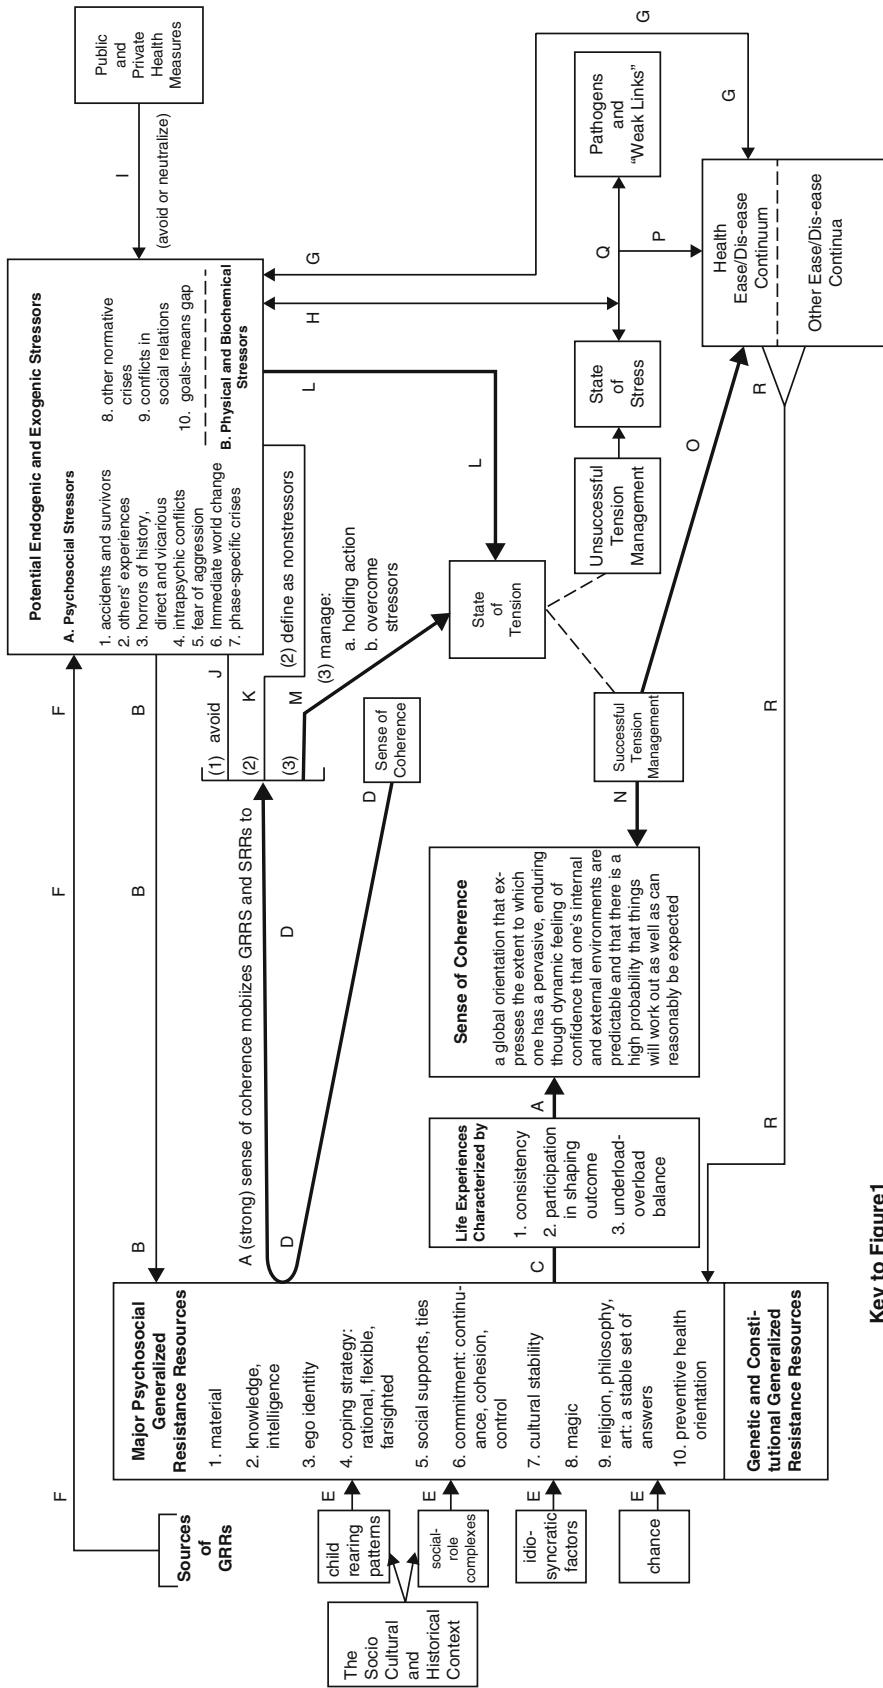 The
Socio
Cultural
and
Historical
Context
Sources
of
GRRs
child
rearing
patterns
social-
role
complexes
idio-
syncratic
factors
chance
E
E
E
E
F
F
F
Major Psychosocial
Generalized
Resistance Resources
1. material
2. knowledge,
intelligence
3. ego identity
4. coping strategy:
rational, flexible,
farsighted
5. social supports, ties
6. commitment: continu-
ance, cohesion,
control
7. cultural stability
8. magic
9. religion, philosophy,
art: a stable set of
answers
10. preventive health
orientation
Genetic and Consti-
tutional Generalized
Resistance Resources
B
B
B
A (strong) sense of coherence mobiizes GRRS and SRRs to
D
D
D
C
Life Experiences
Characterized by
1. consistency
2. participation
in shaping
outcome
3. underload-
overload
balance
A
Sense of Coherence
a global orientation that ex-
presses the extent to which
one has a pervasive, enduring
though dynamic feeling of
confidence that one's internal
and external environments are
predictable and that there is a
high probability that things
will work out as well as can
reasonably be expected
N
R
R
Sense of
Coherence
(1) avoid J
(2) K
(3) M
(2) define as nonstressors
(3) manage:
a. holding action
b. overcome
stressors
Successful
Tension
Management
State
of
Tension
L
L
Potential Endogenic and Exogenic Stressors
A. Psychosocial Stressors
1. accidents and survivors
2. others' experiences
3. horrors of history,
direct and vicarious
4. intrapsychic conflicts
5. fear of aggression
6. Immediate world change
7. phase-specific crises
8. other normative
crises
9. conflicts in
social relations
10. goals-means gap
B. Physical and Biochemical
Stressors
Unsuccessful
Tension
Management
State
of
Stress
O
H
G
Q
P
R
I
(avoid or neutralize)
Public
and
Private
Health
Measures
Pathogens
and
"Weak Links"
G
G
Health
Ease/Dis-ease
Continuum
Other Ease/Dis-ease
Continua
Key to Figure1